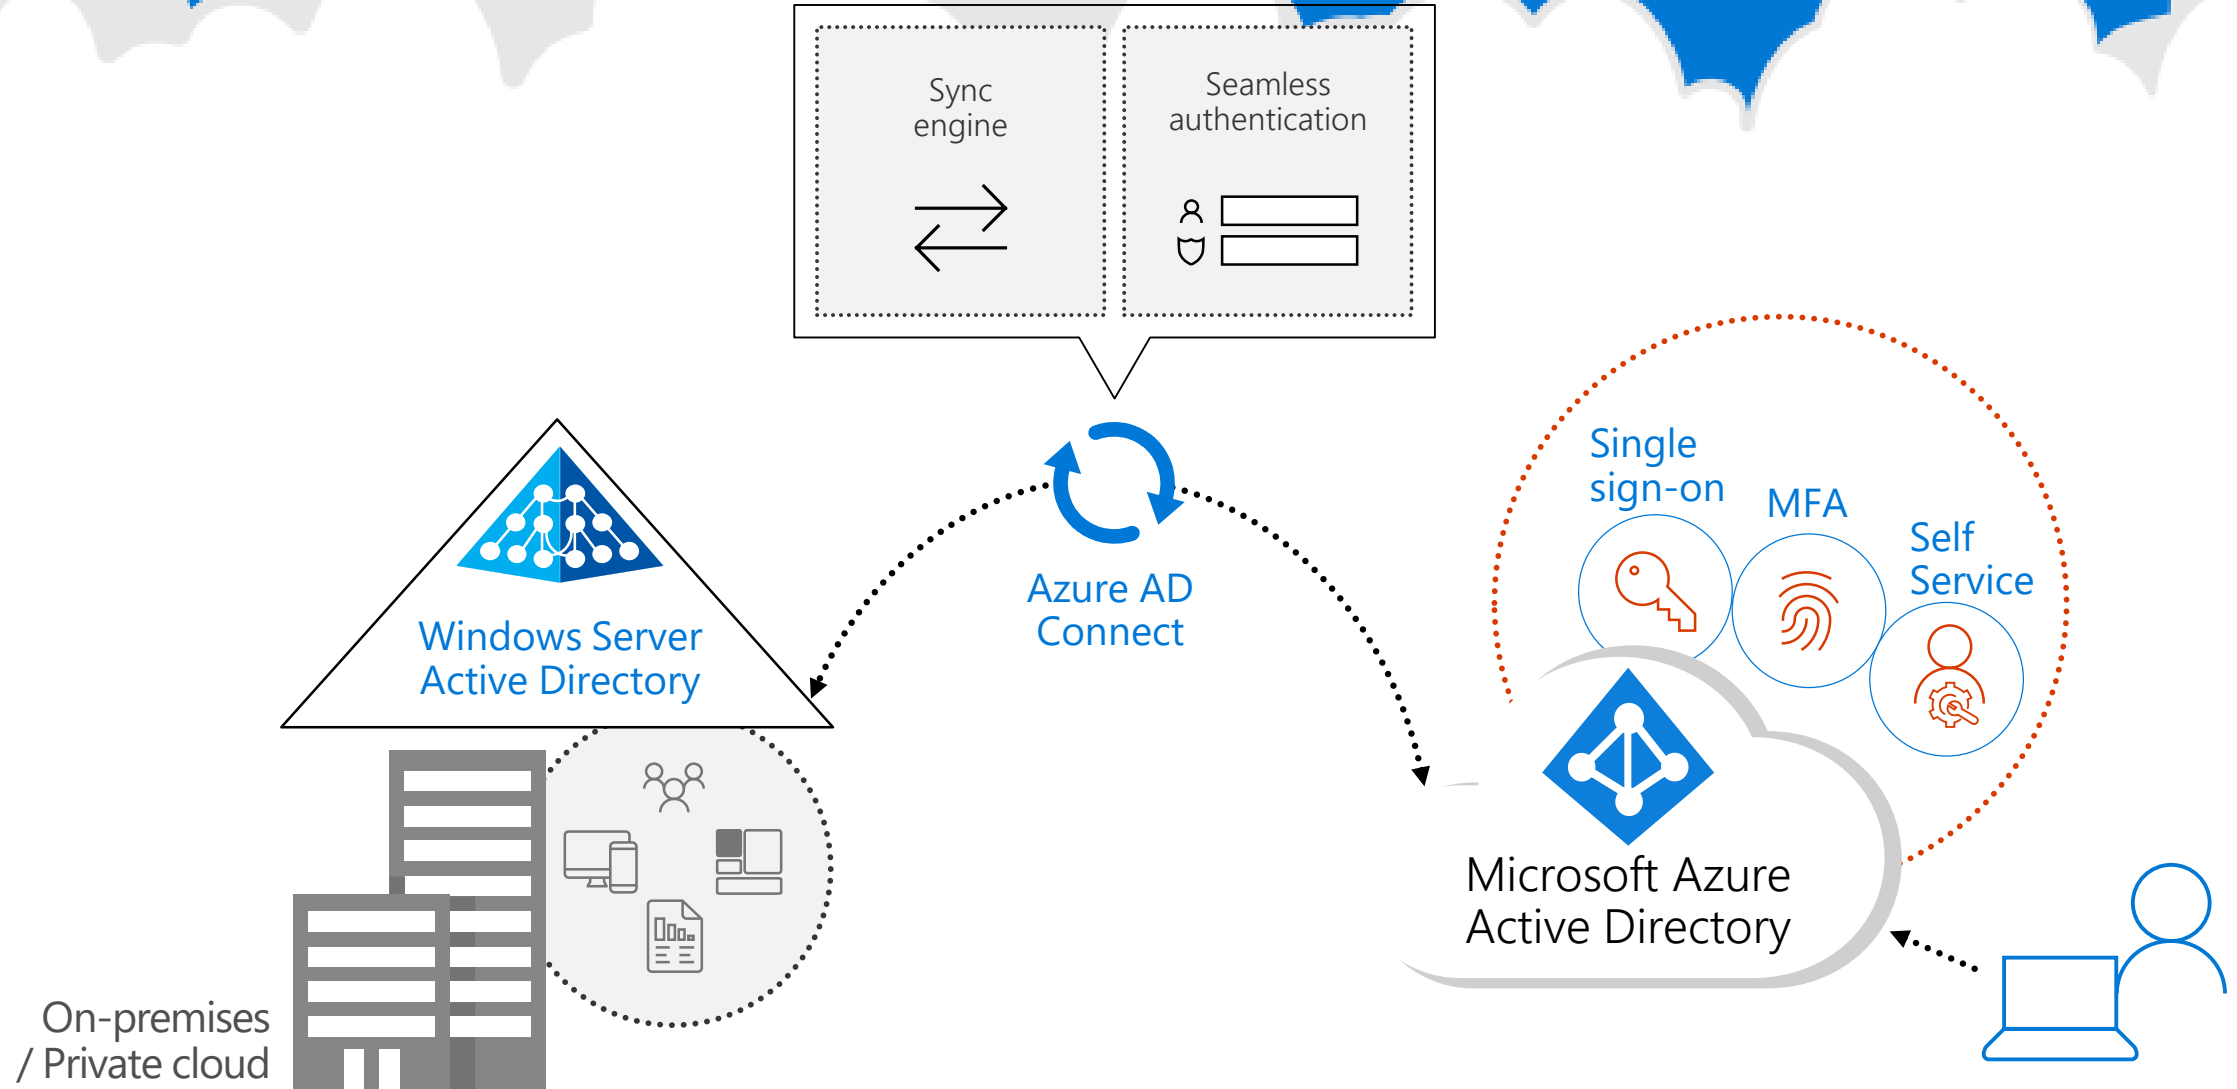 Sync
engine
Seamless
authentication
Single
sign-on
MFA
Self
Service
Azure AD
Connect
Windows Server
Active Directory
Microsoft Azure
Active Directory
On-premises
/ Private cloud